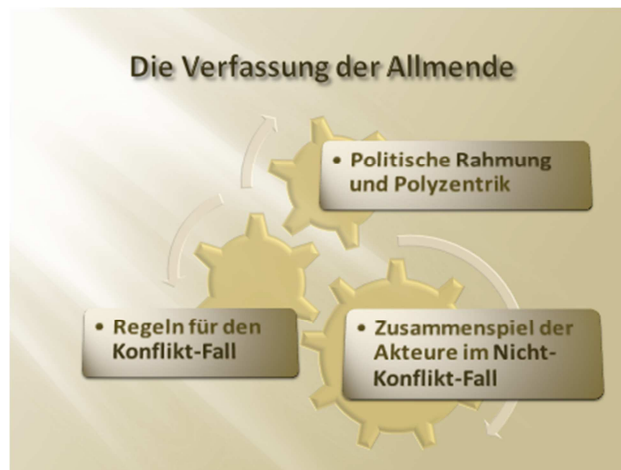 Die Verfassung der Allmende
• Politische Rahmung
und Polyzentrik
• Regeln für den
Konflikt-Fall
• Zusammenspiel der
Akteure im Nicht-
Konflikt-Fall